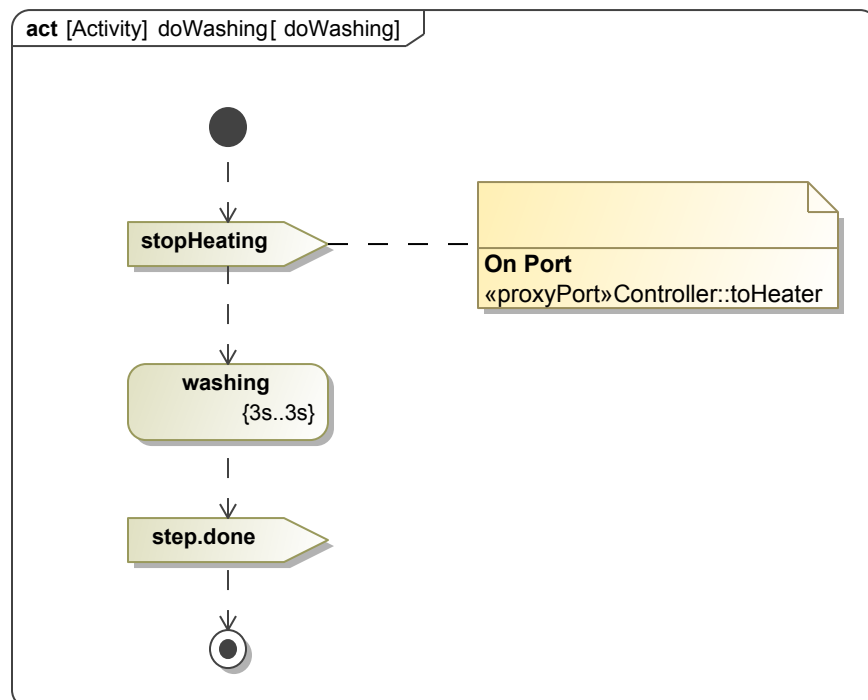 act [Activity] doWashing[ doWashing]
stopHeating
On Port
«proxyPort»Controller::toHeater
washing
{3s..3s}
step.done